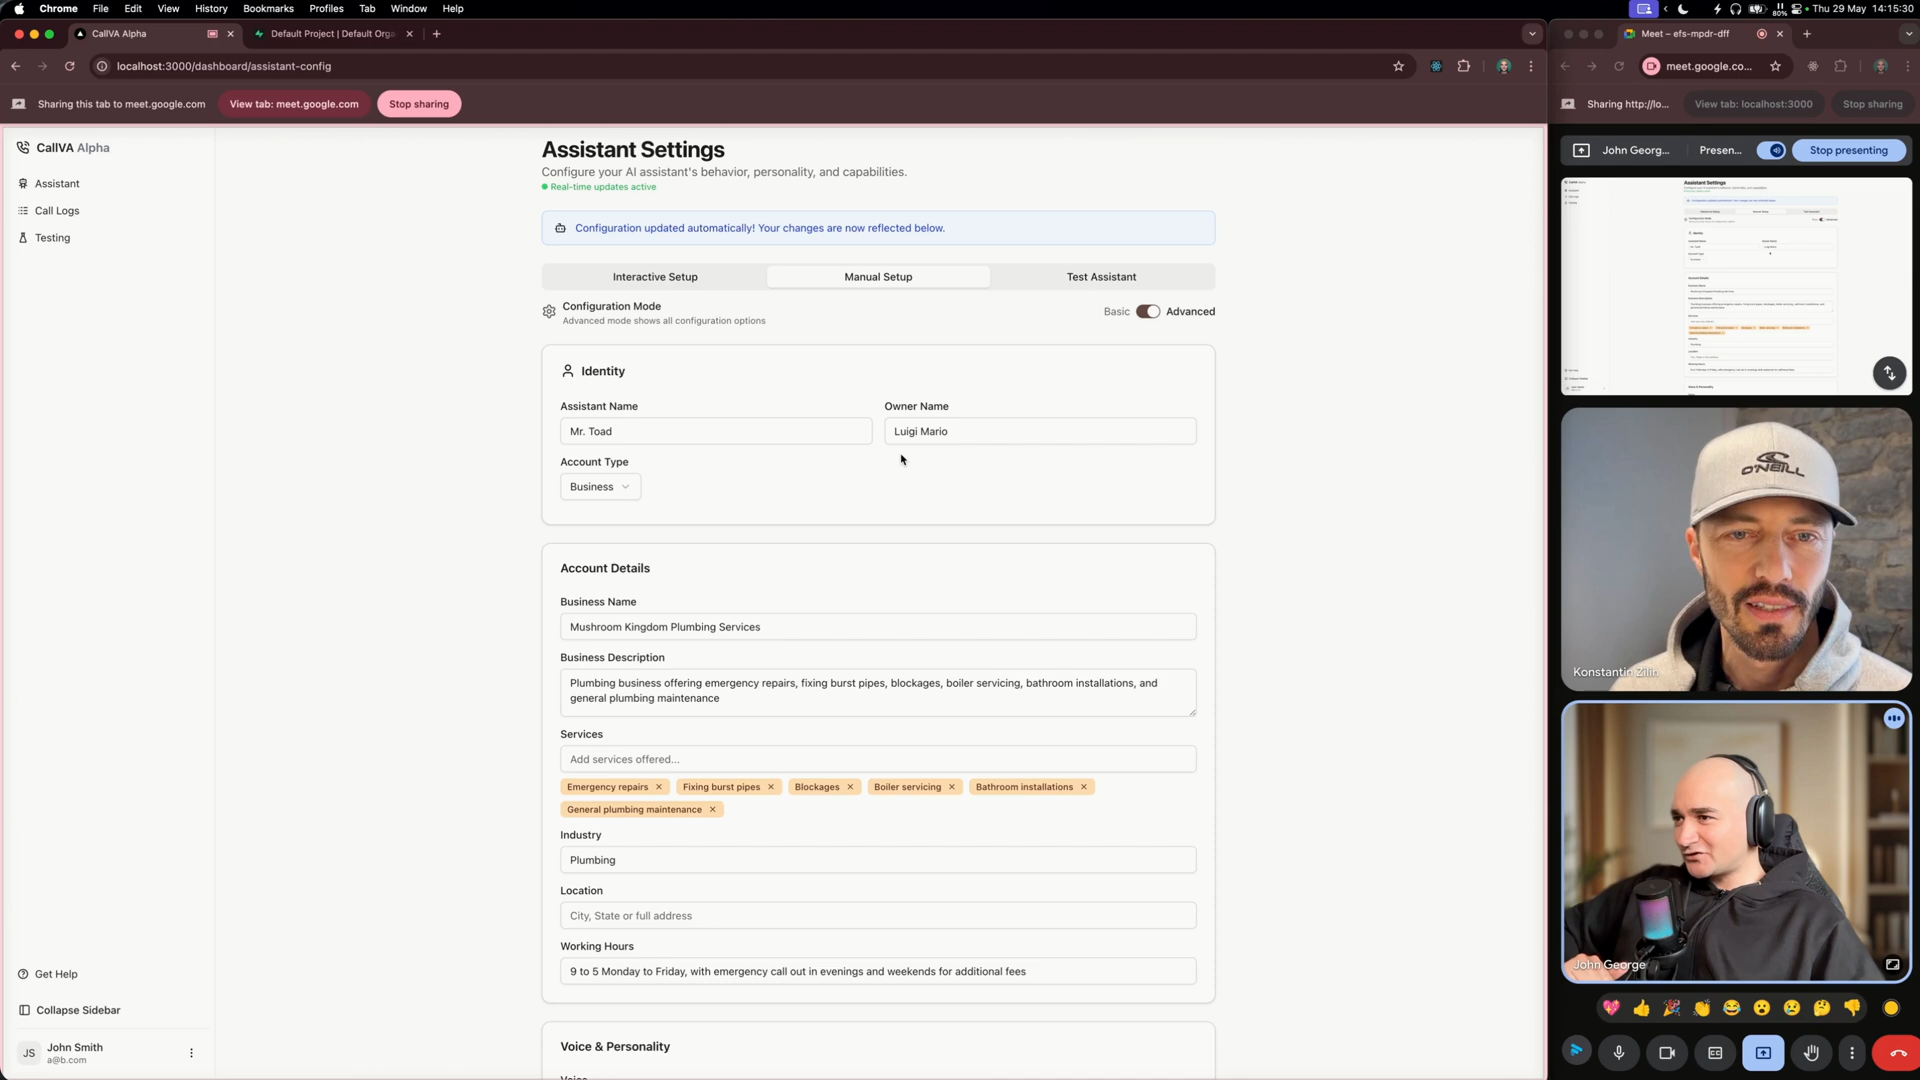 Chrome File Edit View History Bookmarks Profiles Tab Window Help
80% Thu 29 May 14:15:30
CallVA Alpha
Default Project | Default Orga
Meet – efs-mpdr-dff
localhost:3000/dashboard/assistant-config
meet.google.co...
Sharing this tab to meet.google.com
View tab: meet.google.com
Stop sharing
Sharing http://lo...
View tab: localhost:3000
Stop sharing
CallVA Alpha
Assistant
Call Logs
Testing
Get Help
Collapse Sidebar
JS
John Smith
a@b.com
Assistant Settings
Configure your AI assistant's behavior, personality, and capabilities.
Real-time updates active
Configuration updated automatically! Your changes are now reflected below.
Interactive Setup
Manual Setup
Test Assistant
Configuration Mode
Advanced mode shows all configuration options
Basic
Advanced
Identity
Assistant Name
Mr. Toad
Owner Name
Luigi Mario
Account Type
Business
Account Details
Business Name
Mushroom Kingdom Plumbing Services
Business Description
Plumbing business offering emergency repairs, fixing burst pipes, blockages, boiler servicing, bathroom installations, and
general plumbing maintenance
Services
Add services offered...
Emergency repairs
Fixing burst pipes
Blockages
Boiler servicing
Bathroom installations
General plumbing maintenance
Industry
Plumbing
Location
City, State or full address
Working Hours
9 to 5 Monday to Friday, with emergency call out in evenings and weekends for additional fees
Voice & Personality
John Georg...
Presen...
Stop presenting
Assistant Settings
O'NEILL
Konstantin Zilin
John George